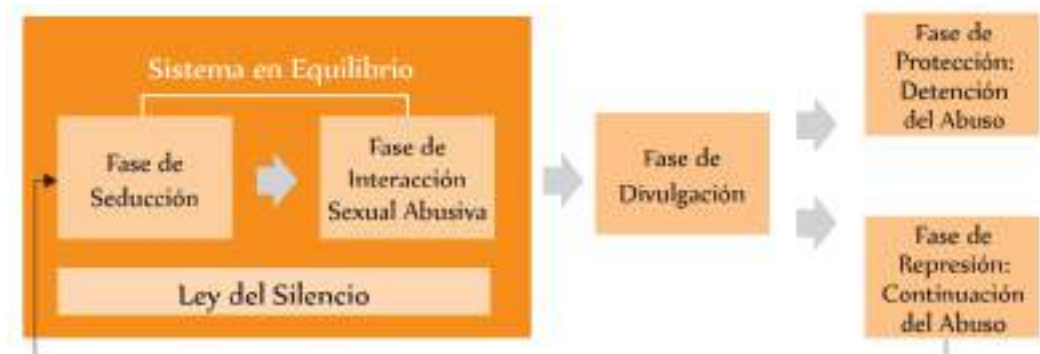 Sistema en Equilibrio
Fase de
Seducción
Fase de
Interacción
Sexual Abusiva
Ley del Silencio
Fase de
Divulgación
Fase de
Protección:
Detención
del Abuso
Fase de
Represión:
Continuación
del Abuso